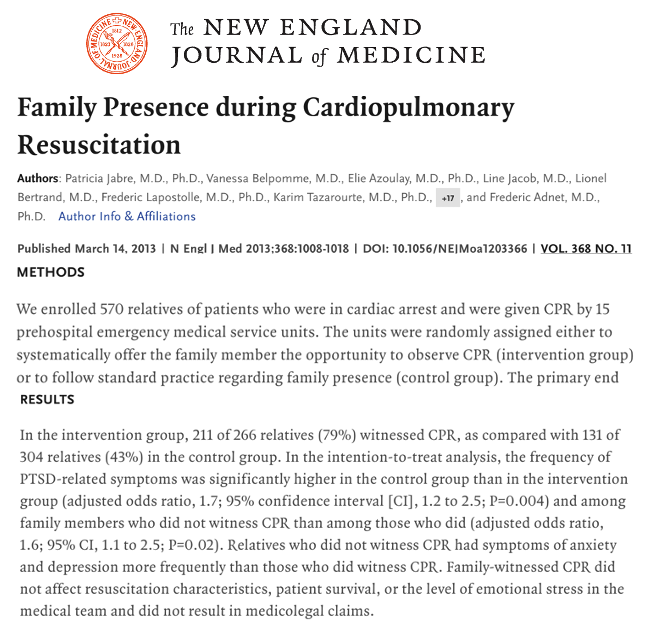 The NEW ENGLAND
JOURNAL of MEDICINE
Family Presence during Cardiopulmonary
Resuscitation
Authors: Patricia Jabre, M.D., Ph.D., Vanessa Belpomme, M.D., Elie Azoulay, M.D., Ph.D., Line Jacob, M.D., Lionel
Bertrand, M.D., Frederic Lapostolle, M.D., Ph.D., Karim Tazarourte, M.D., Ph.D., +17, and Frederic Adnet, M.D.,
Ph.D. Author Info & Affiliations
Published March 14, 2013 | N Engl J Med 2013;368:1008-1018 | DOI: 10.1056/NEJMoa1203366 | VOL. 368 NO. 11
METHODS
We enrolled 570 relatives of patients who were in cardiac arrest and were given CPR by 15
prehospital emergency medical service units. The units were randomly assigned either to
systematically offer the family member the opportunity to observe CPR (intervention group)
or to follow standard practice regarding family presence (control group). The primary end
RESULTS
In the intervention group, 211 of 266 relatives (79%) witnessed CPR, as compared with 131 of
304 relatives (43%) in the control group. In the intention-to-treat analysis, the frequency of
PTSD-related symptoms was significantly higher in the control group than in the intervention
group (adjusted odds ratio, 1.7; 95% confidence interval [CI], 1.2 to 2.5; P=0.004) and among
family members who did not witness CPR than among those who did (adjusted odds ratio,
1.6; 95% CI, 1.1 to 2.5; P=0.02). Relatives who did not witness CPR had symptoms of anxiety
and depression more frequently than those who did witness CPR. Family-witnessed CPR did
not affect resuscitation characteristics, patient survival, or the level of emotional stress in the
medical team and did not result in medicolegal claims.